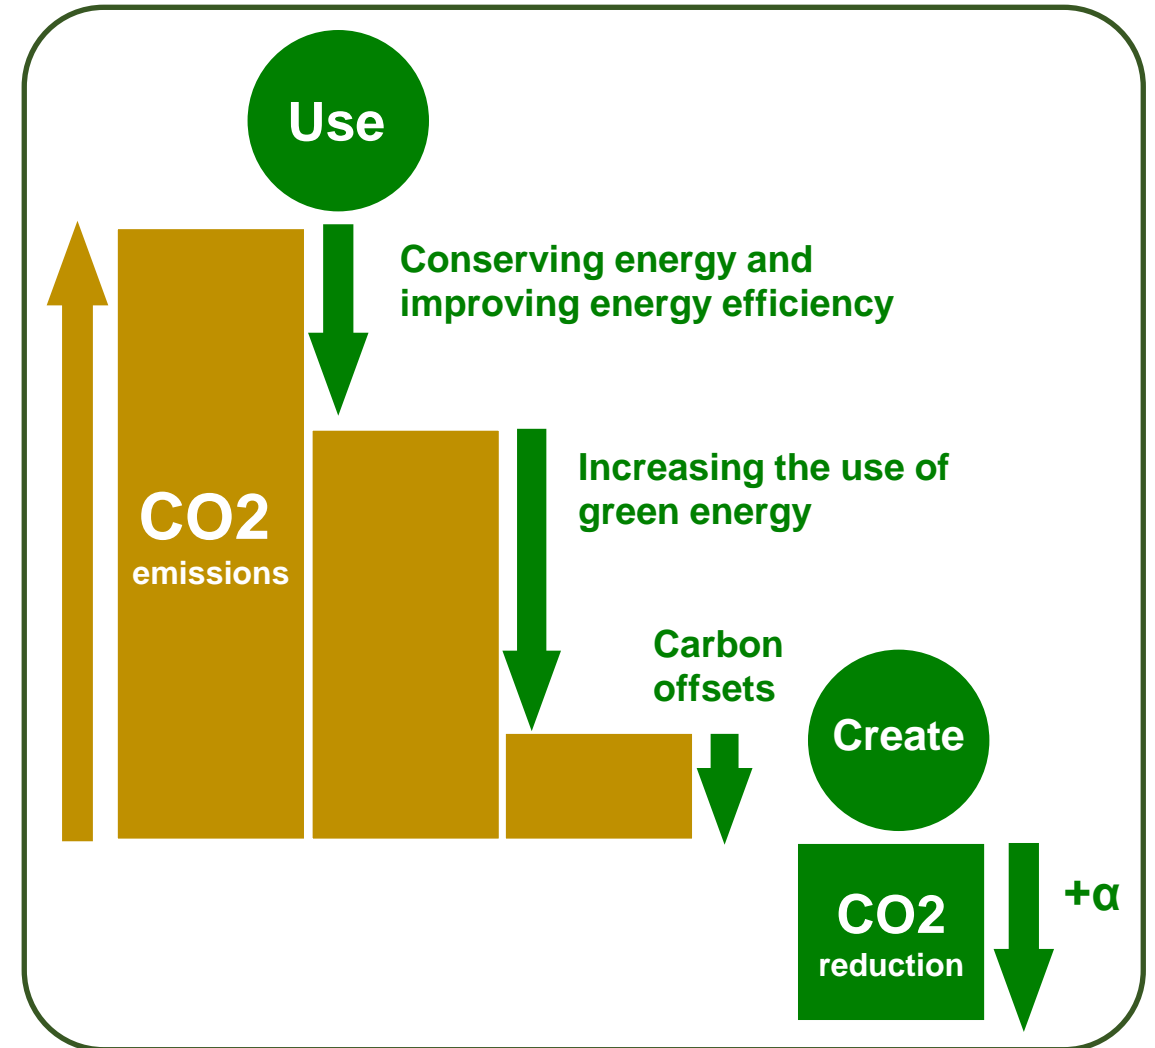 Use
Conserving energy and
improving energy efficiency
CO2
emissions
Increasing the use of
green energy
Carbon
offsets
Create
CO2
reduction
+α